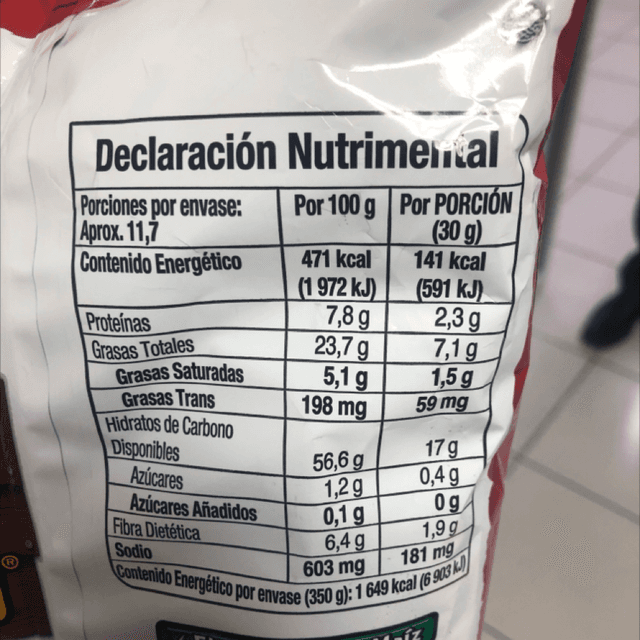 Declaración Nutrimental
Porciones por envase: Por 100 g Por PORCIÓN
Aprox. 11,7 (30 g)
Contenido Energético 471 kcal 141 kcal
(1 972 kJ) (591 kJ)
Proteínas 7,8 g 2,3 g
Grasas Totales 23,7 g 7,1 g
Grasas Saturadas 5,1 g 1,5 g
Grasas Trans 198 mg 59 mg
Hidratos de Carbono
Disponibles 56,6 g 17 g
Azúcares 1,2 g 0,4 g
Azúcares Añadidos 0,1 g 0 g
Fibra Dietética 6,4 g 1,9 g
Sodio 603 mg 181 mg
Contenido Energético por envase (350 g): 1 649 kcal (6 903 kJ)